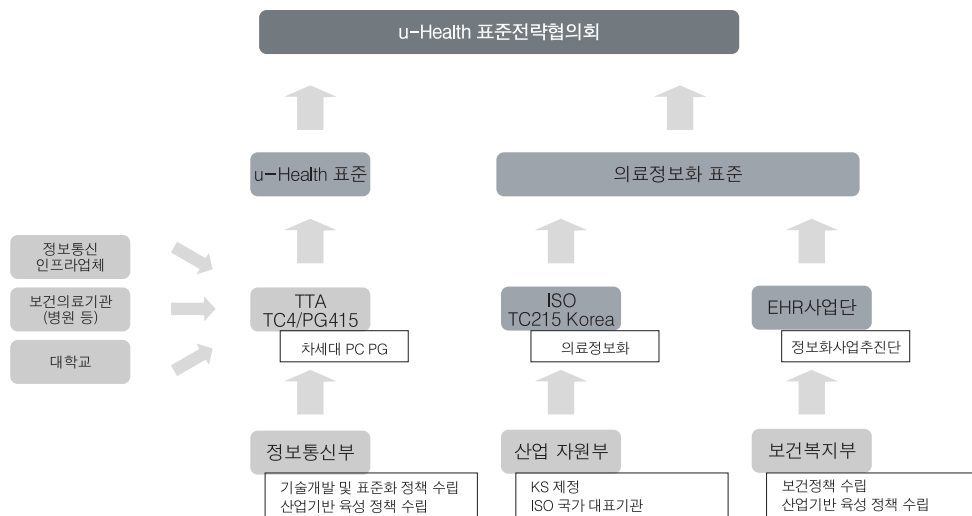 u-Health 표준전략협의회
u-Health 표준
의료정보화 표준
정보통신
인프라업체
보건의료기관
(병원 등)
대학교
TTA
TC4/PG415
차세대 PC PG
ISO
TC215 Korea
의료정보화
EHR사업단
정보화사업추진단
정보통신부
기술개발 및 표준화 정책 수립
산업기반 육성 정책 수립
산업 자원부
KS 제정
ISO 국가 대표기관
보건복지부
보건정책 수립
산업기반 육성 정책 수립